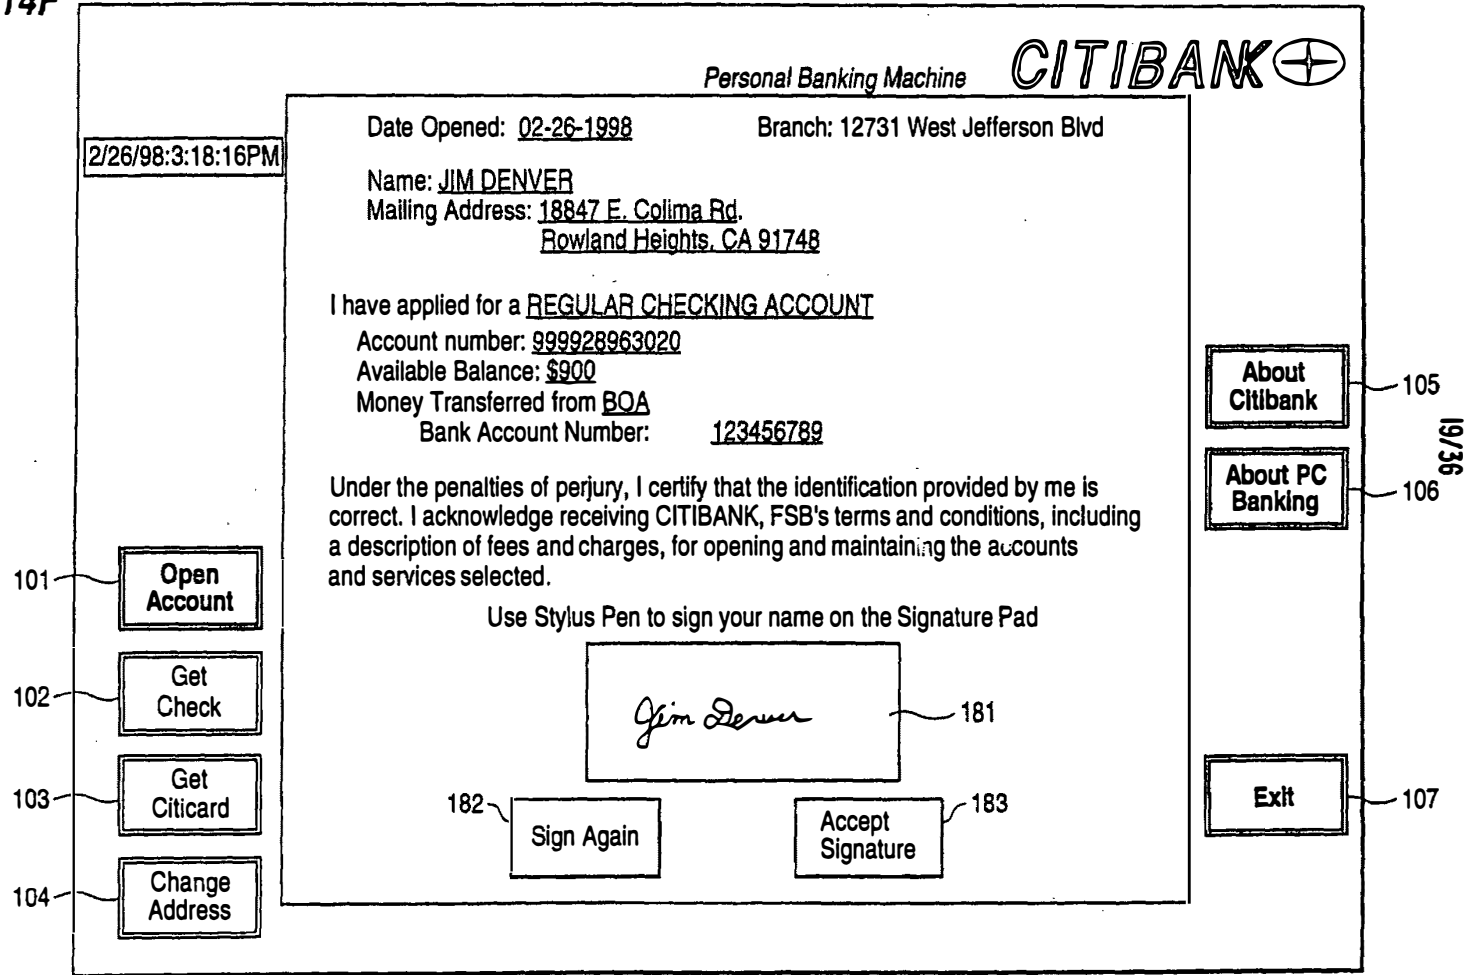 14F
CITIBANK
Personal Banking Machine
2/26/98:3:18:16PM
Date Opened: 02-26-1998 Branch: 12731 West Jefferson Blvd
Name: JIM DENVER
Mailing Address: 18847 E. Colima Rd.
Rowland Heights, CA 91748
I have applied for a REGULAR CHECKING ACCOUNT
Account number: 999928963020
Available Balance: $900
Money Transferred from BOA
Bank Account Number: 123456789
Under the penalties of perjury, I certify that the identification provided by me is
correct. I acknowledge receiving CITIBANK, FSB's terms and conditions, including
a description of fees and charges, for opening and maintaining the accounts
and services selected.
Use Stylus Pen to sign your name on the Signature Pad
Jim Denver
181
182
Sign Again
183
Accept
Signature
101
Open
Account
102
Get
Check
103
Get
Citicard
104
Change
Address
About
Citibank
105
About PC
Banking
106
Exit
107
19/36